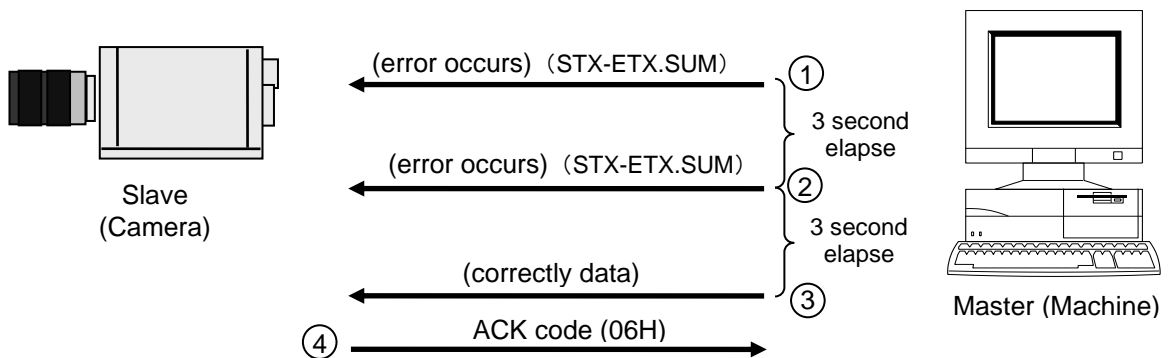 (error occurs)（STX-ETX.SUM）
①
3 second
elapse
(error occurs)（STX-ETX.SUM）
②
Slave
(Camera)
3 second
elapse
(correctly data)
③
Master (Machine)
④
ACK code (06H)